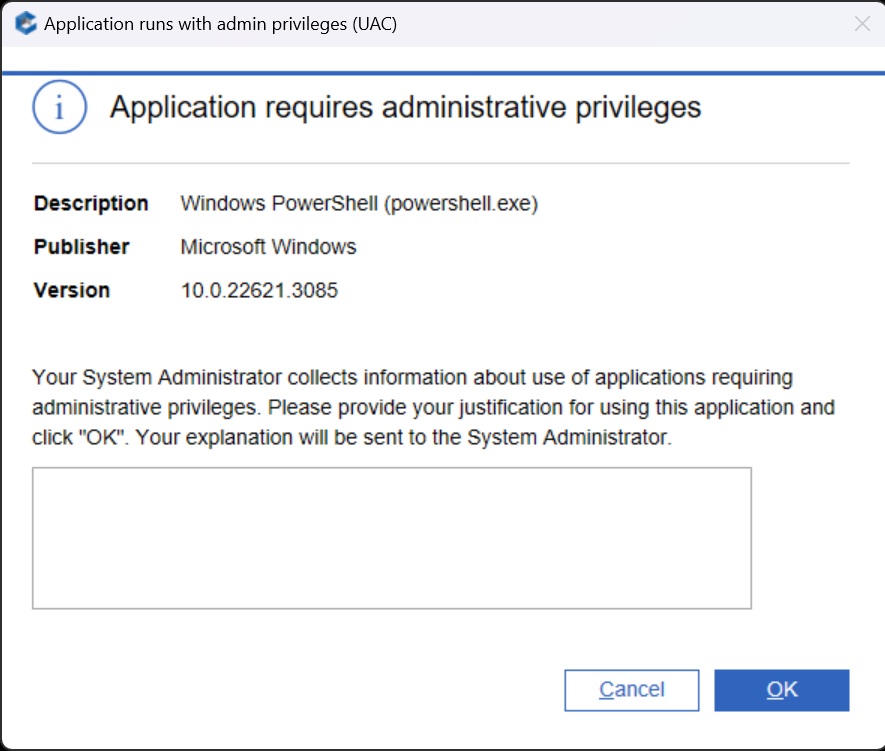 Application runs with admin privileges (UAC)
i
Application requires administrative privileges
Description Windows PowerShell (powershell.exe)
Publisher Microsoft Windows
Version 10.0.22621.3085
Your System Administrator collects information about use of applications requiring
administrative privileges. Please provide your justification for using this application and
click "OK". Your explanation will be sent to the System Administrator.
Cancel OK